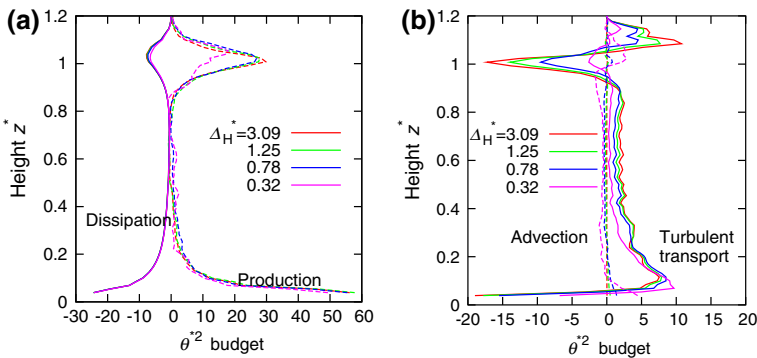 (a)
1.2
1
0.8
0.6
0.4
0.2
0
Height z*
Δ_H*=3.09
1.25
0.78
0.32
Dissipation
Production
-30 -20 -10 0 10 20 30 40 50 60
θ*2 budget
(b)
1.2
1
0.8
0.6
0.4
0.2
0
Height z*
Δ_H*=3.09
1.25
0.78
0.32
Advection
Turbulent
transport
-20 -15 -10 -5 0 5 10 15 20
θ*2 budget